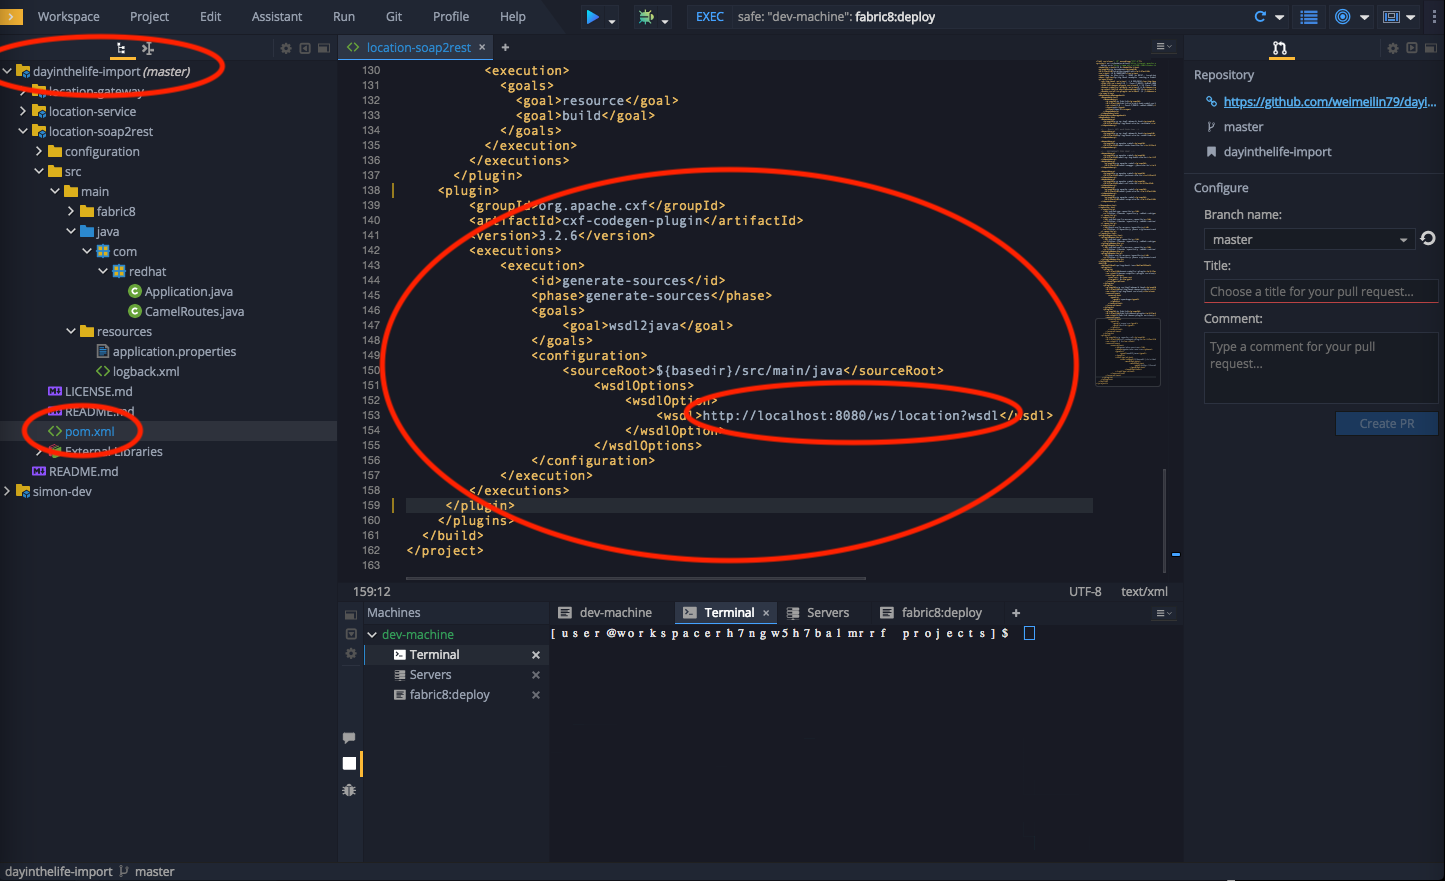 Workspace Project Edit Assistant Run Git Profile Help EXEC safe: "dev-machine": fabric8:deploy
dayinthelife-import (master)
location-gateway
location-service
location-soap2rest
configuration
src
main
fabric8
java
com
redhat
Application.java
CamelRoutes.java
resources
application.properties
logback.xml
LICENSE.md
README.md
pom.xml
External Libraries
README.md
simon-dev
location-soap2rest × +
130 <execution>
131 <goals>
132 <goal>resource</goal>
133 <goal>build</goal>
134 </goals>
135 </execution>
136 </executions>
137 </plugin>
138 <plugin>
139 <groupId>org.apache.cxf</groupId>
140 <artifactId>cxf-codegen-plugin</artifactId>
141 <version>3.2.6</version>
142 <executions>
143 <execution>
144 <id>generate-sources</id>
145 <phase>generate-sources</phase>
146 <goals>
147 <goal>wsdl2java</goal>
148 </goals>
149 <configuration>
150 <sourceRoot>${basedir}/src/main/java</sourceRoot>
151 <wsdlOptions>
152 <wsdlOption>
153 <wsdl>http://localhost:8080/ws/location?wsdl</wsdl>
154 </wsdlOption>
155 </wsdlOptions>
156 </configuration>
157 </execution>
158 </executions>
159 </plugin>
160 </plugins>
161 </build>
162 </project>
163
159:12 UTF-8 text/xml
Repository
https://github.com/weimeilin79/dayi...
master
dayinthelife-import
Configure
Branch name:
master
Title:
Choose a title for your pull request...
Comment:
Type a comment for your pull
request...
Create PR
Machines
dev-machine
Terminal ×
Servers ×
fabric8:deploy ×
dev-machine Terminal × Servers fabric8:deploy +
[user@workspacerh7ngw5h7balmrrf projects]$
dayinthelife-import master